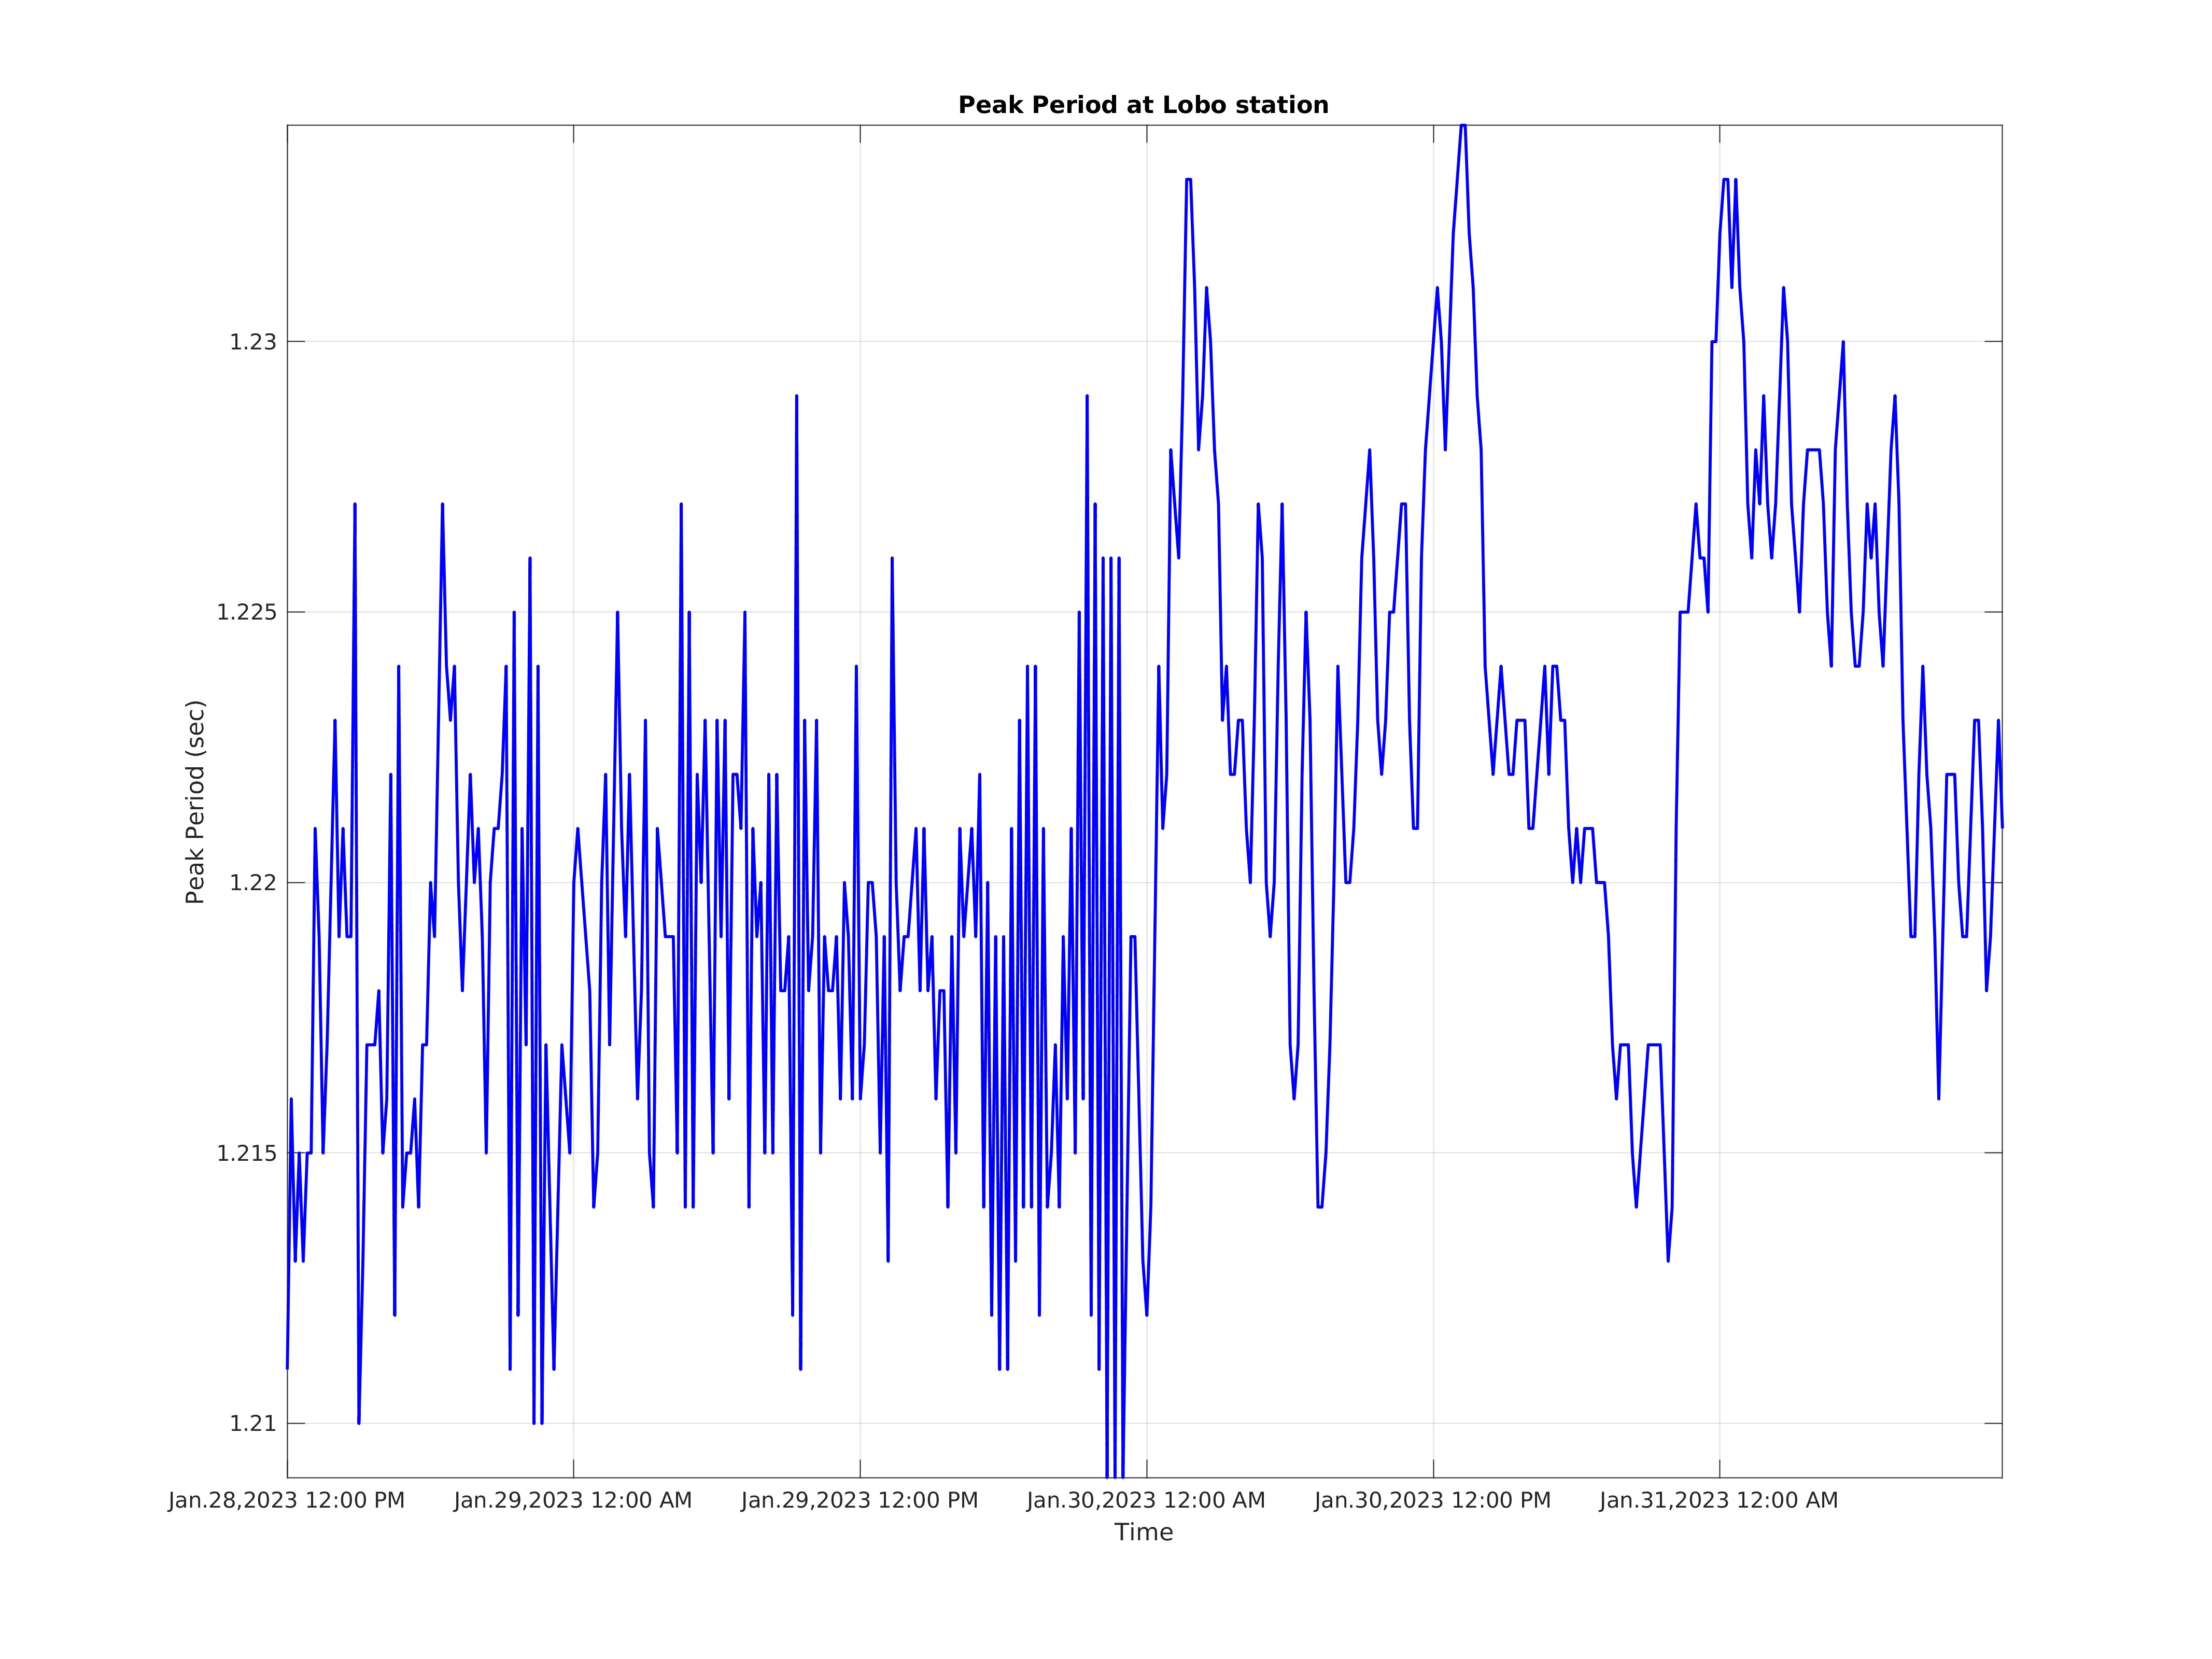 Peak Period at Lobo station
Peak Period (sec)
1.23
1.225
1.22
1.215
1.21
Jan.28,2023 12:00 PM
Jan.29,2023 12:00 AM
Jan.29,2023 12:00 PM
Jan.30,2023 12:00 AM
Jan.30,2023 12:00 PM
Jan.31,2023 12:00 AM
Time